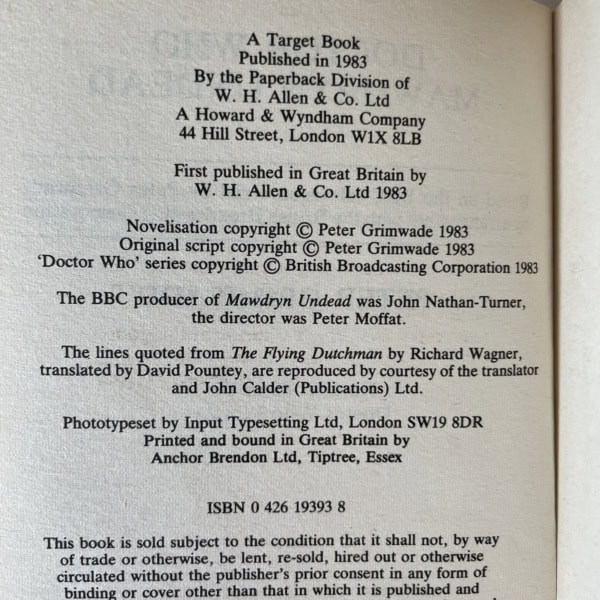 A Target Book
Published in 1983
By the Paperback Division of
W. H. Allen & Co. Ltd
A Howard & Wyndham Company
44 Hill Street, London W1X 8LB
First published in Great Britain by
W. H. Allen & Co. Ltd 1983
Novelisation copyright © Peter Grimwade 1983
Original script copyright © Peter Grimwade 1983
'Doctor Who' series copyright © British Broadcasting Corporation 1983
The BBC producer of Mawdryn Undead was John Nathan-Turner,
the director was Peter Moffat.
The lines quoted from The Flying Dutchman by Richard Wagner,
translated by David Pountey, are reproduced by courtesy of the translator
and John Calder (Publications) Ltd.
Phototypeset by Input Typesetting Ltd, London SW19 8DR
Printed and bound in Great Britain by
Anchor Brendon Ltd, Tiptree, Essex
ISBN 0 426 19393 8
This book is sold subject to the condition that it shall not, by way
of trade or otherwise, be lent, re-sold, hired out or otherwise
circulated without the publisher's prior consent in any form of
binding or cover other than that in which it is published and